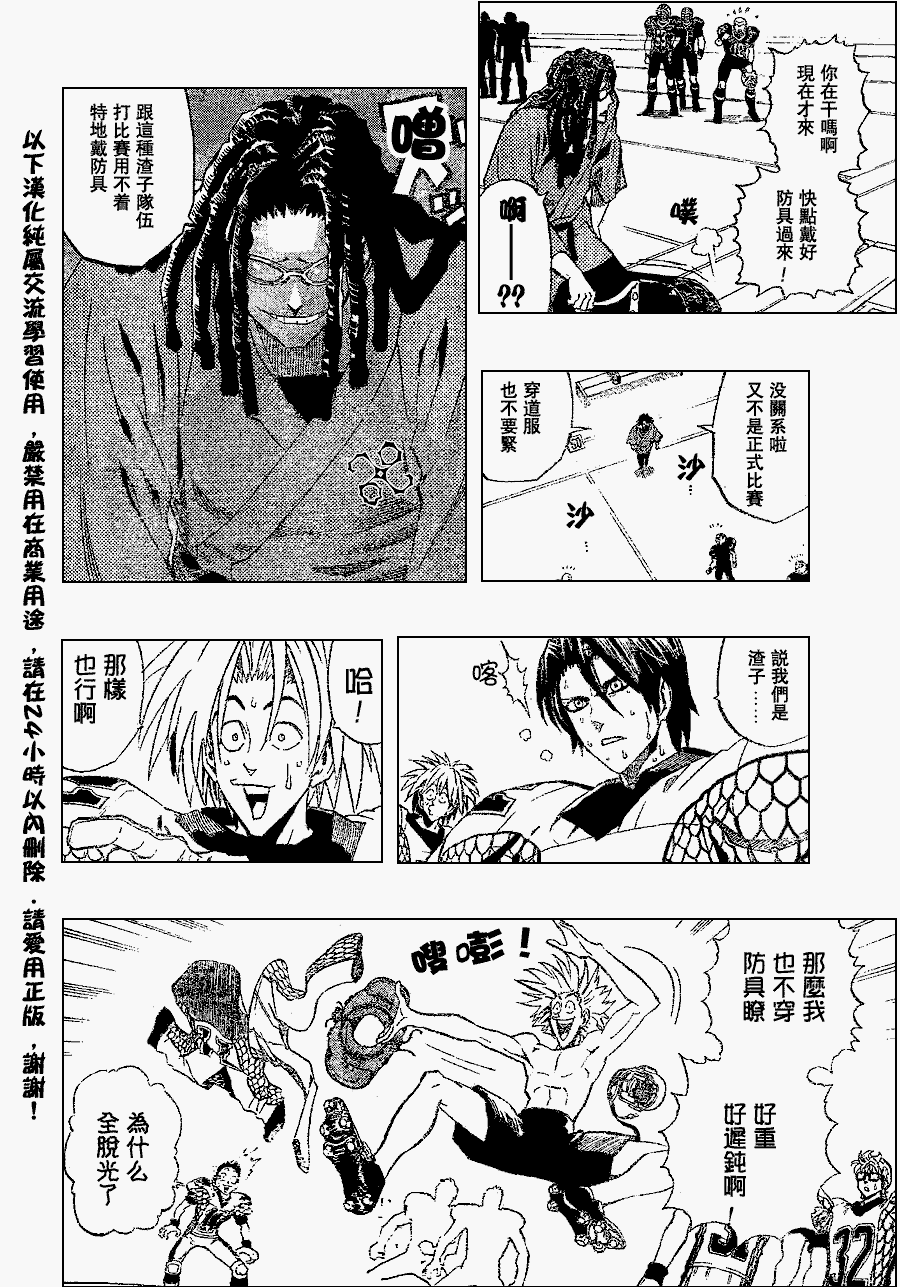 你在干嗎啊
現在才來
快點戴好
防具過來！
噗
啊——??
没關系啦
又不是正式比賽
穿道服
也不要緊
沙…
沙…
跟這種渣子隊伍
打比賽用不着
特地戴防具
噌
説我們是
渣子……
喀
哈！
那樣
也行啊
那麼我
也不穿
防具瞭
好重
好遲鈍啊！
嗖嘭！
為什么
全脫光了
32
以下漢化純屬交流學習使用，嚴禁用在商業用途，請在24小時以內刪除．請愛用正版，謝謝！